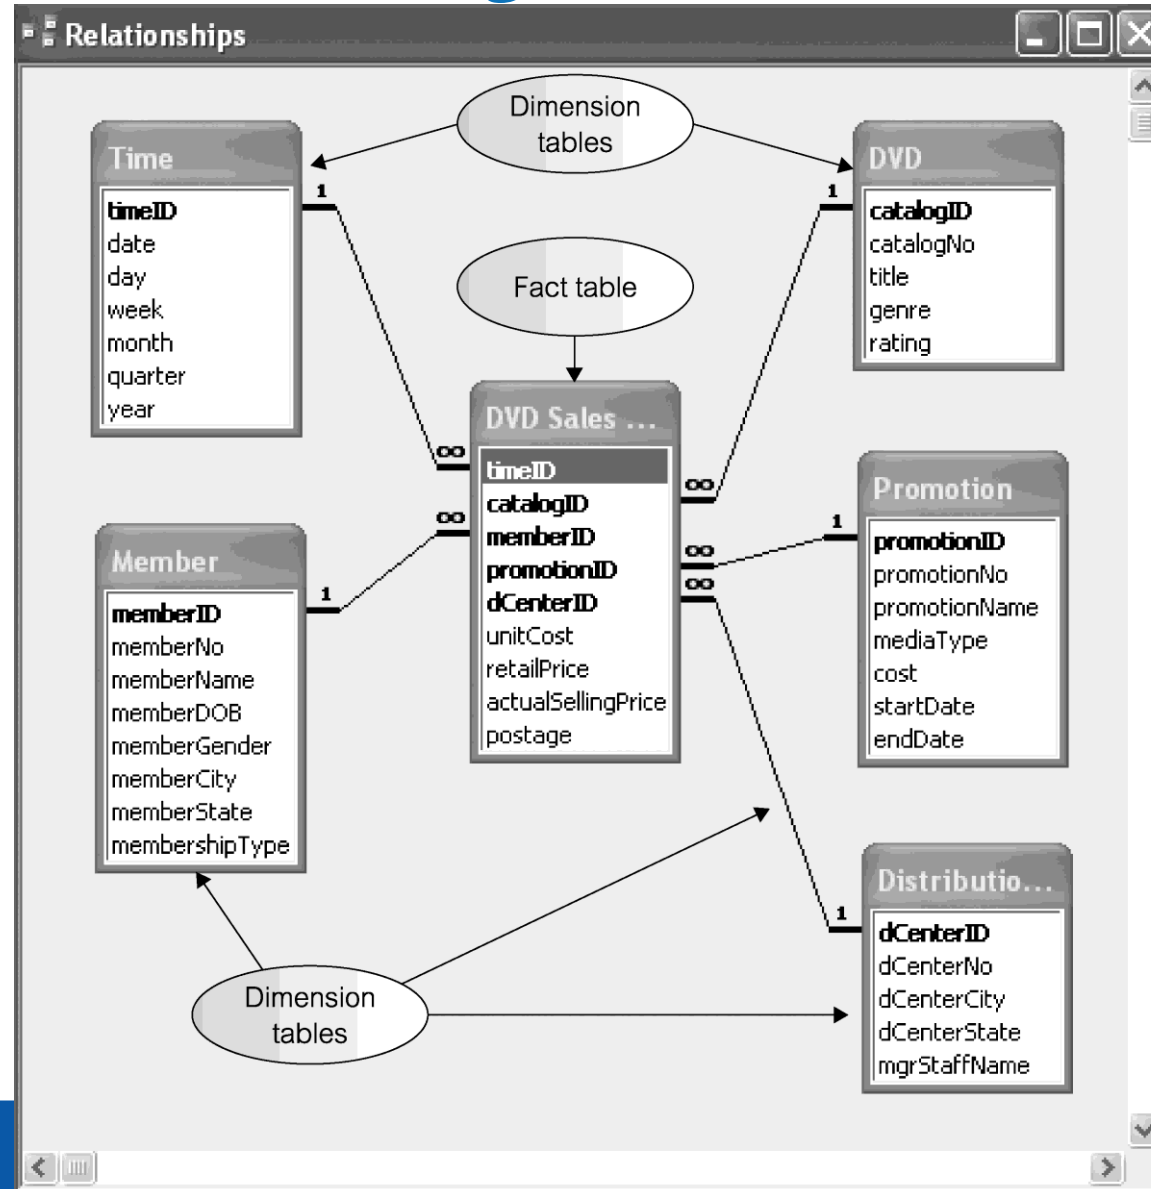 Relationships
Dimension
tables
Time
timeID
date
day
week
month
quarter
year
1
DVD
catalogID
catalogNo
title
genre
rating
1
Fact table
DVD Sales ...
timeID
catalogID
memberID
promotionID
dCenterID
unitCost
retailPrice
actualSellingPrice
postage
∞
∞
∞
∞
∞
Promotion
promotionID
promotionNo
promotionName
mediaType
cost
startDate
endDate
1
Member
memberID
memberNo
memberName
memberDOB
memberGender
memberCity
memberState
membershipType
1
Distributio...
dCenterID
dCenterNo
dCenterCity
dCenterState
mgrStaffName
1
Dimension
tables